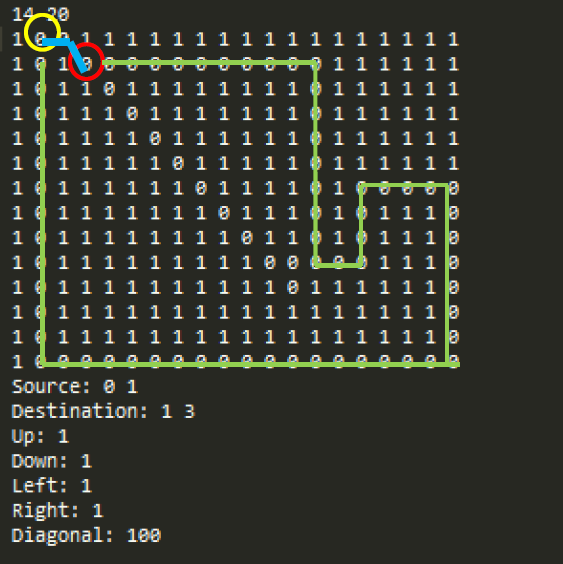 14 20
1 0 0 1 1 1 1 1 1 1 1 1 1 1 1 1 1 1 1 1
1 0 1 0 0 0 0 0 0 0 0 0 0 0 1 1 1 1 1 1
1 0 1 1 0 1 1 1 1 1 1 1 1 0 1 1 1 1 1 1
1 0 1 1 1 0 1 1 1 1 1 1 1 0 1 1 1 1 1 1
1 0 1 1 1 1 0 1 1 1 1 1 1 0 1 1 1 1 1 1
1 0 1 1 1 1 1 0 1 1 1 1 1 0 1 1 1 1 1 1
1 0 1 1 1 1 1 1 0 1 1 1 1 0 1 0 0 0 0 0
1 0 1 1 1 1 1 1 1 0 1 1 1 0 1 0 1 1 1 0
1 0 1 1 1 1 1 1 1 1 0 1 1 0 1 0 1 1 1 0
1 0 1 1 1 1 1 1 1 1 1 0 0 0 0 0 1 1 1 0
1 0 1 1 1 1 1 1 1 1 1 1 0 1 1 1 1 1 1 0
1 0 1 1 1 1 1 1 1 1 1 1 1 1 1 1 1 1 1 0
1 0 1 1 1 1 1 1 1 1 1 1 1 1 1 1 1 1 1 0
1 0 0 0 0 0 0 0 0 0 0 0 0 0 0 0 0 0 0 0
Source: 0 1
Destination: 1 3
Up: 1
Down: 1
Left: 1
Right: 1
Diagonal: 100